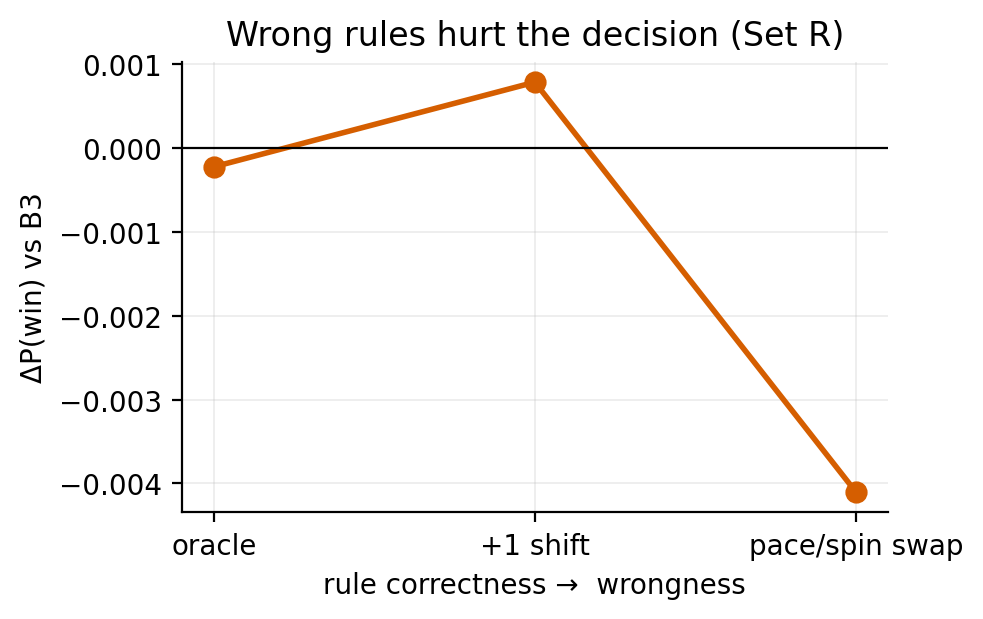 Wrong rules hurt the decision (Set R)
0.001
0.000
−0.001
−0.002
−0.003
−0.004
ΔP(win) vs B3
oracle
+1 shift
pace/spin swap
rule correctness → wrongness